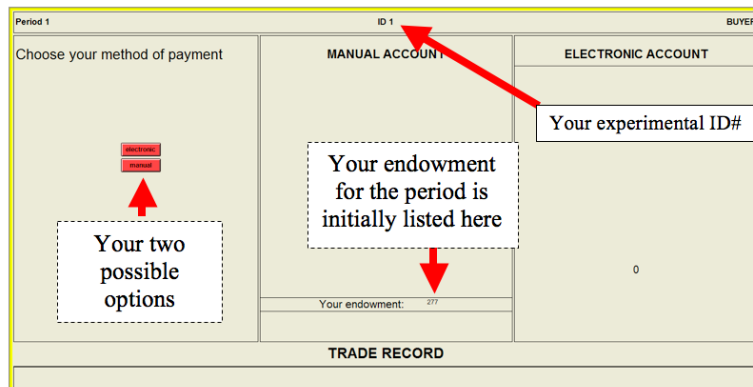 Period 1
ID 1
BUYER
Choose your method of payment
MANUAL ACCOUNT
ELECTRONIC ACCOUNT
Your experimental ID#
electronic
manual
Your endowment
for the period is
initially listed here
Your two
possible
options
0
Your endowment: 277
TRADE RECORD